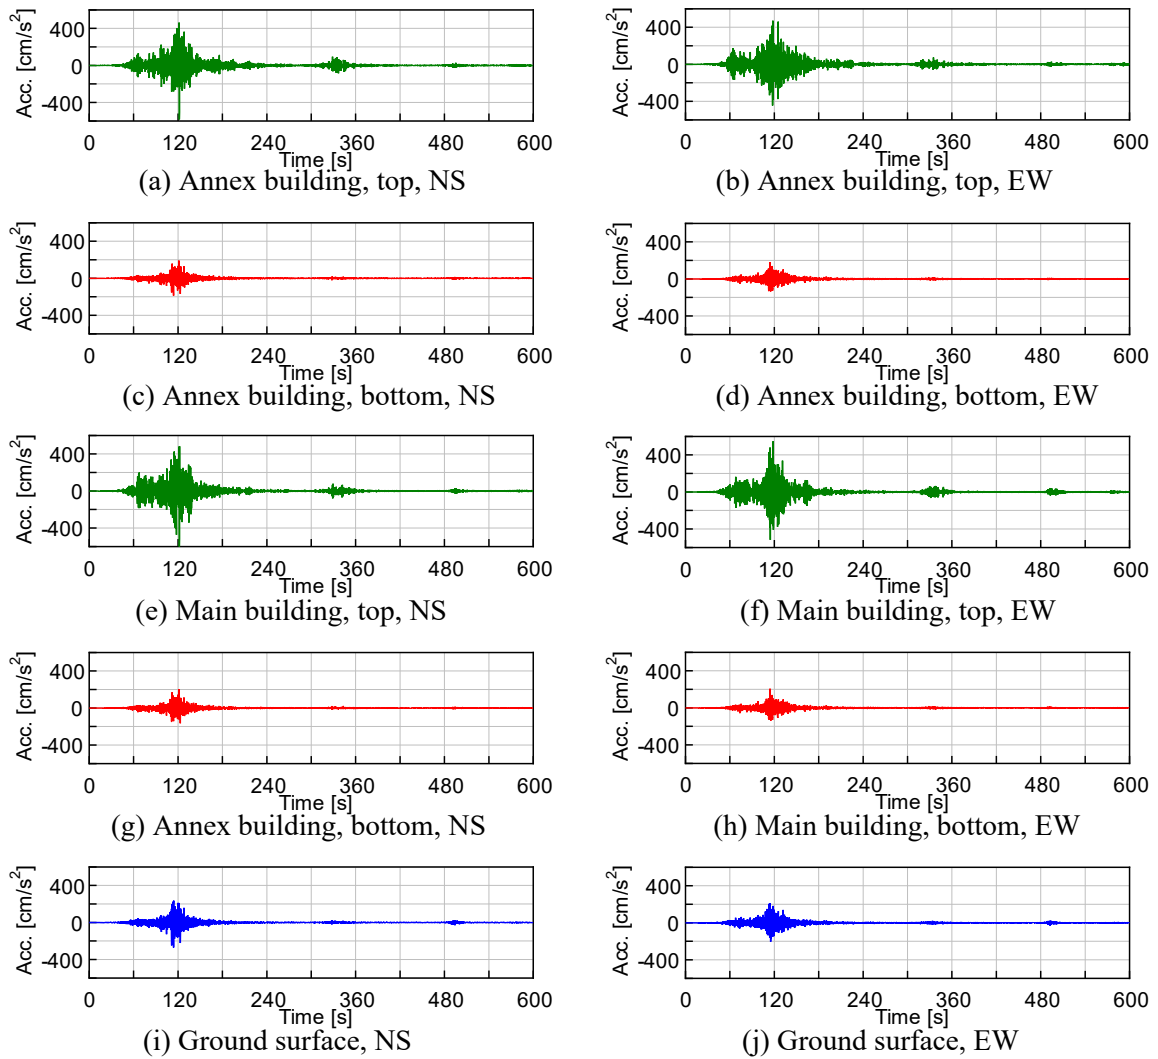 Acc. [cm/s²]
400
0
-400
0 120 240 360 480 600
Time [s]
(a) Annex building, top, NS
Acc. [cm/s²]
400
0
-400
0 120 240 360 480 600
Time [s]
(b) Annex building, top, EW
Acc. [cm/s²]
400
0
-400
0 120 240 360 480 600
Time [s]
(c) Annex building, bottom, NS
Acc. [cm/s²]
400
0
-400
0 120 240 360 480 600
Time [s]
(d) Annex building, bottom, EW
Acc. [cm/s²]
400
0
-400
0 120 240 360 480 600
Time [s]
(e) Main building, top, NS
Acc. [cm/s²]
400
0
-400
0 120 240 360 480 600
Time [s]
(f) Main building, top, EW
Acc. [cm/s²]
400
0
-400
0 120 240 360 480 600
Time [s]
(g) Annex building, bottom, NS
Acc. [cm/s²]
400
0
-400
0 120 240 360 480 600
Time [s]
(h) Main building, bottom, EW
Acc. [cm/s²]
400
0
-400
0 120 240 360 480 600
Time [s]
(i) Ground surface, NS
Acc. [cm/s²]
400
0
-400
0 120 240 360 480 600
Time [s]
(j) Ground surface, EW